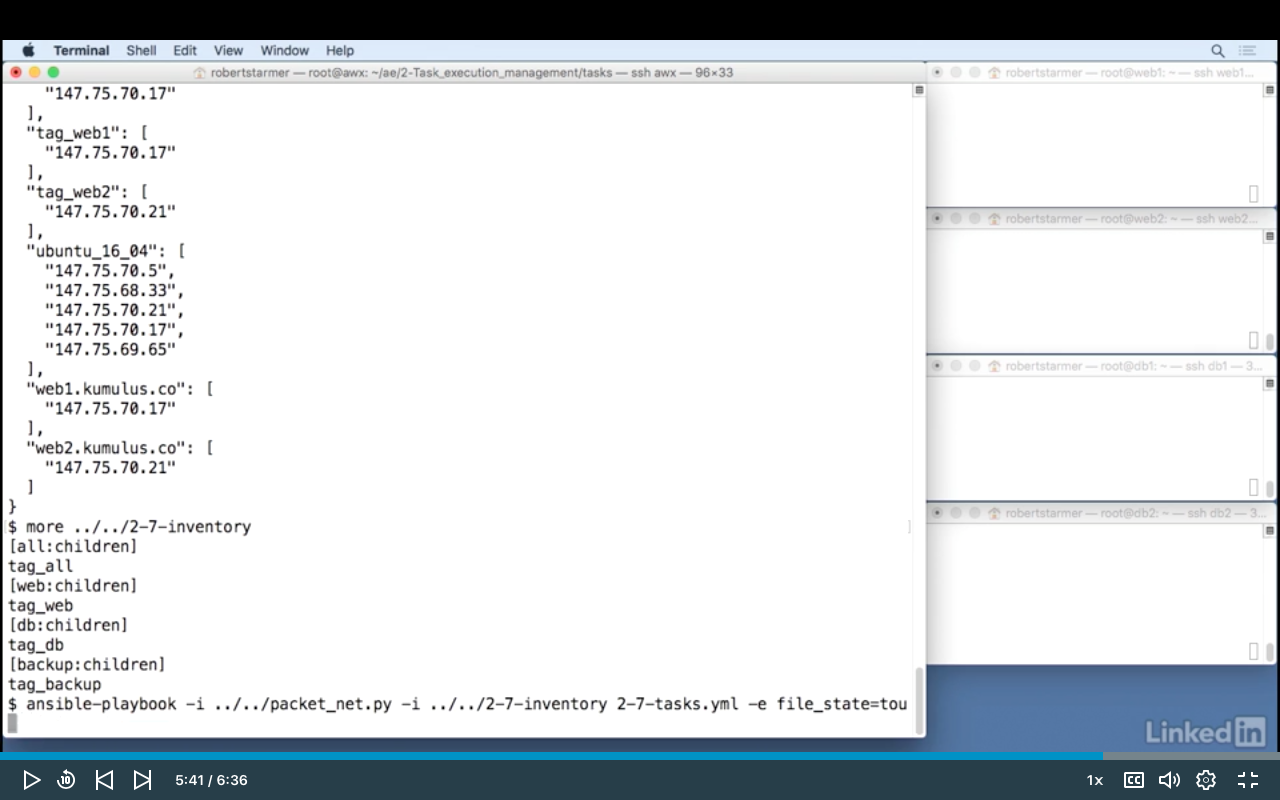 Terminal Shell Edit View Window Help
robertstarmer — root@awx: ~/ae/2-Task_execution_management/tasks — ssh awx — 96×33
"147.75.70.17"
],
"tag_web1": [
"147.75.70.17"
],
"tag_web2": [
"147.75.70.21"
],
"ubuntu_16_04": [
"147.75.70.5",
"147.75.68.33",
"147.75.70.21",
"147.75.70.17",
"147.75.69.65"
],
"web1.kumulus.co": [
"147.75.70.17"
],
"web2.kumulus.co": [
"147.75.70.21"
]
}
$ more ../../2-7-inventory
[all:children]
tag_all
[web:children]
tag_web
[db:children]
tag_db
[backup:children]
tag_backup
$ ansible-playbook -i ../../packet_net.py -i ../../2-7-inventory 2-7-tasks.yml -e file_state=tou
robertstarmer — root@web1: ~ — ssh web1...
robertstarmer — root@web2: ~ — ssh web2...
robertstarmer — root@db1: ~ — ssh db1 — 3...
robertstarmer — root@db2: ~ — ssh db2 — 3...
Linked in
10
5:41 / 6:36
1x
CC